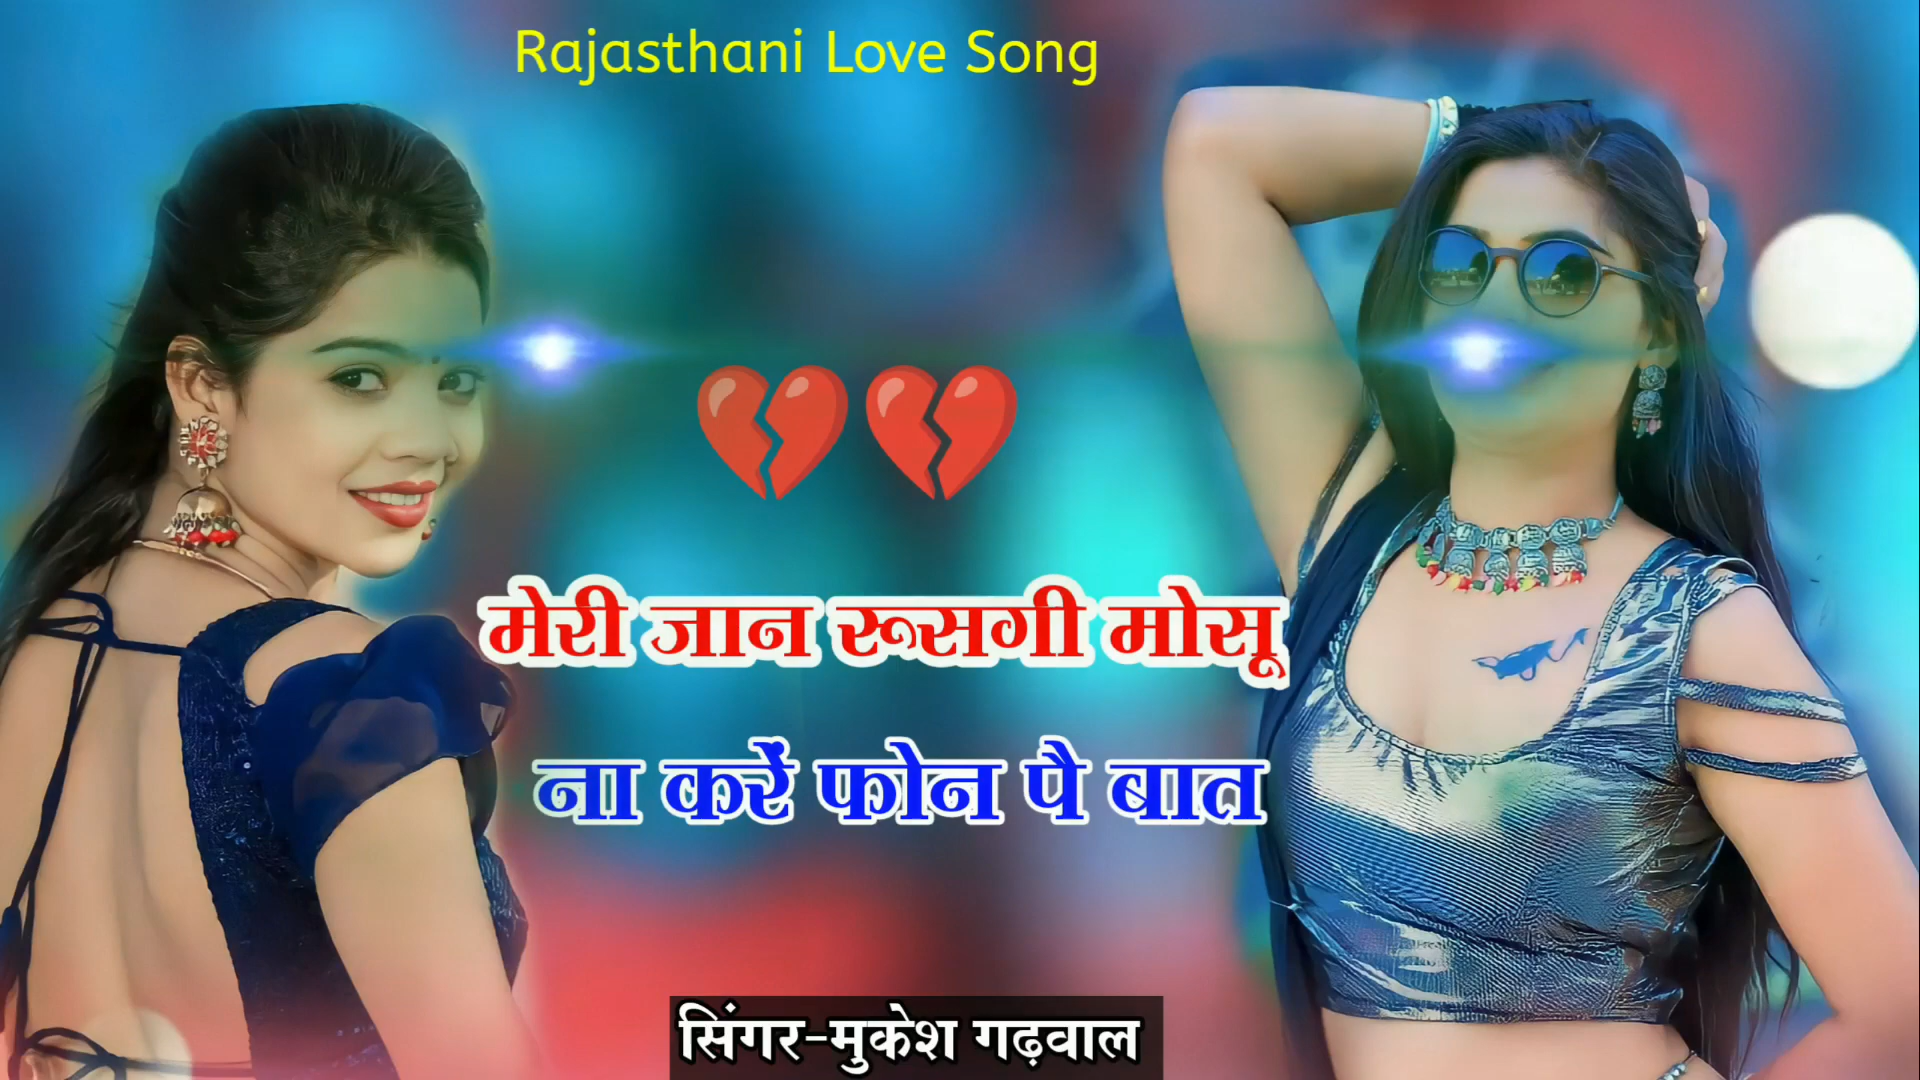 Rajasthani Love Song
मेरी जान रूसगी मोसू
ना करें फोन पै बात
सिंगर-मुकेश गढ़वाल